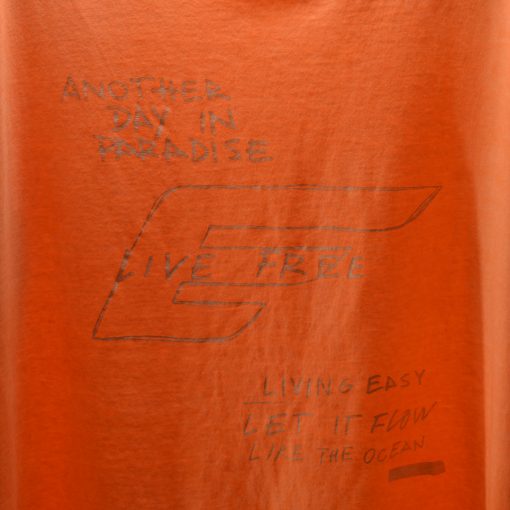 ANOTHER
DAY IN
PARADISE
LIVE FREE
LIVING EASY
LET IT FLOW
LIKE THE OCEAN